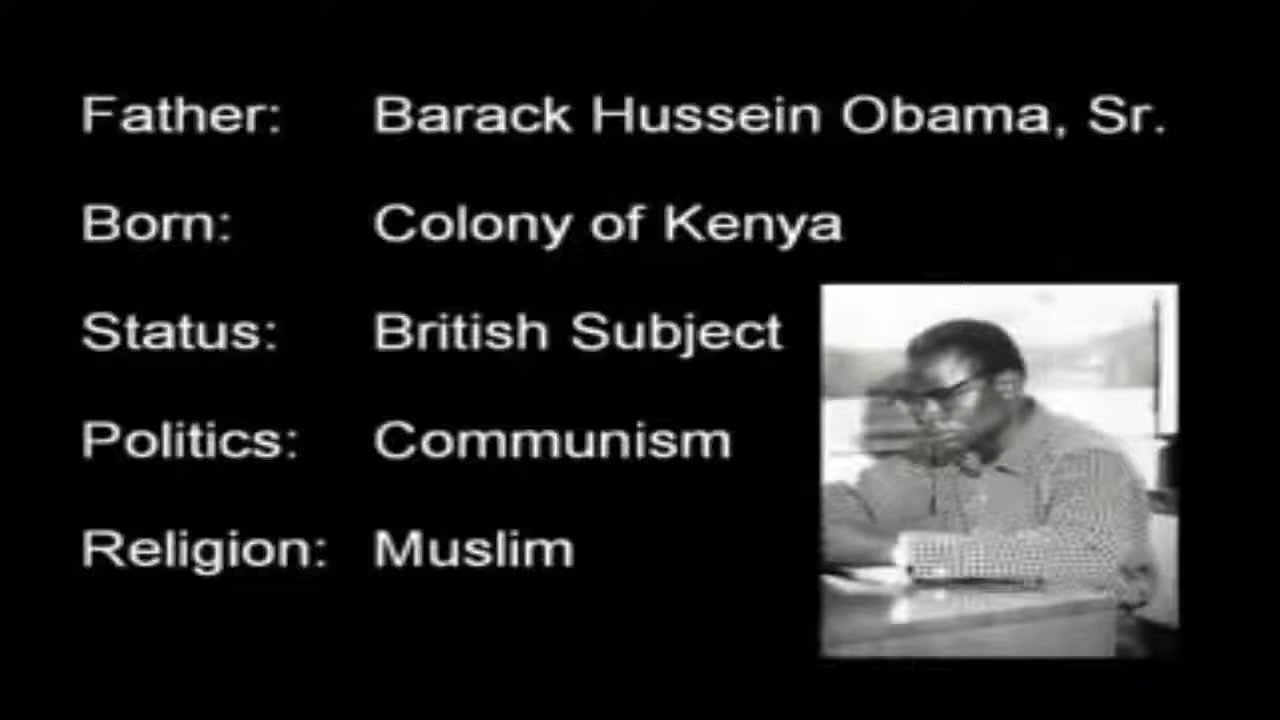 Father: Barack Hussein Obama, Sr.
Born: Colony of Kenya
Status: British Subject
Politics: Communism
Religion: Muslim